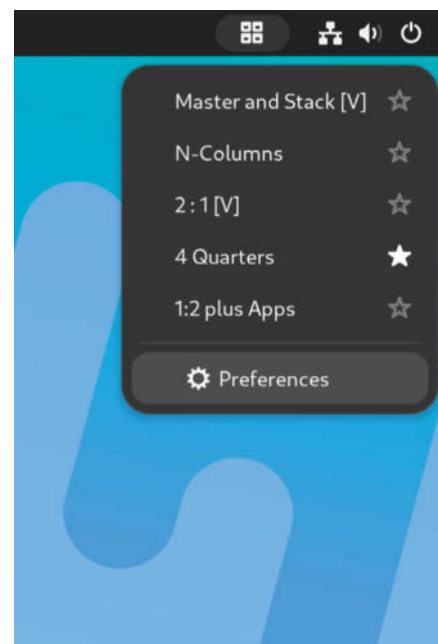 Master and Stack [V]
N-Columns
2:1 [V]
4 Quarters
1:2 plus Apps
Preferences